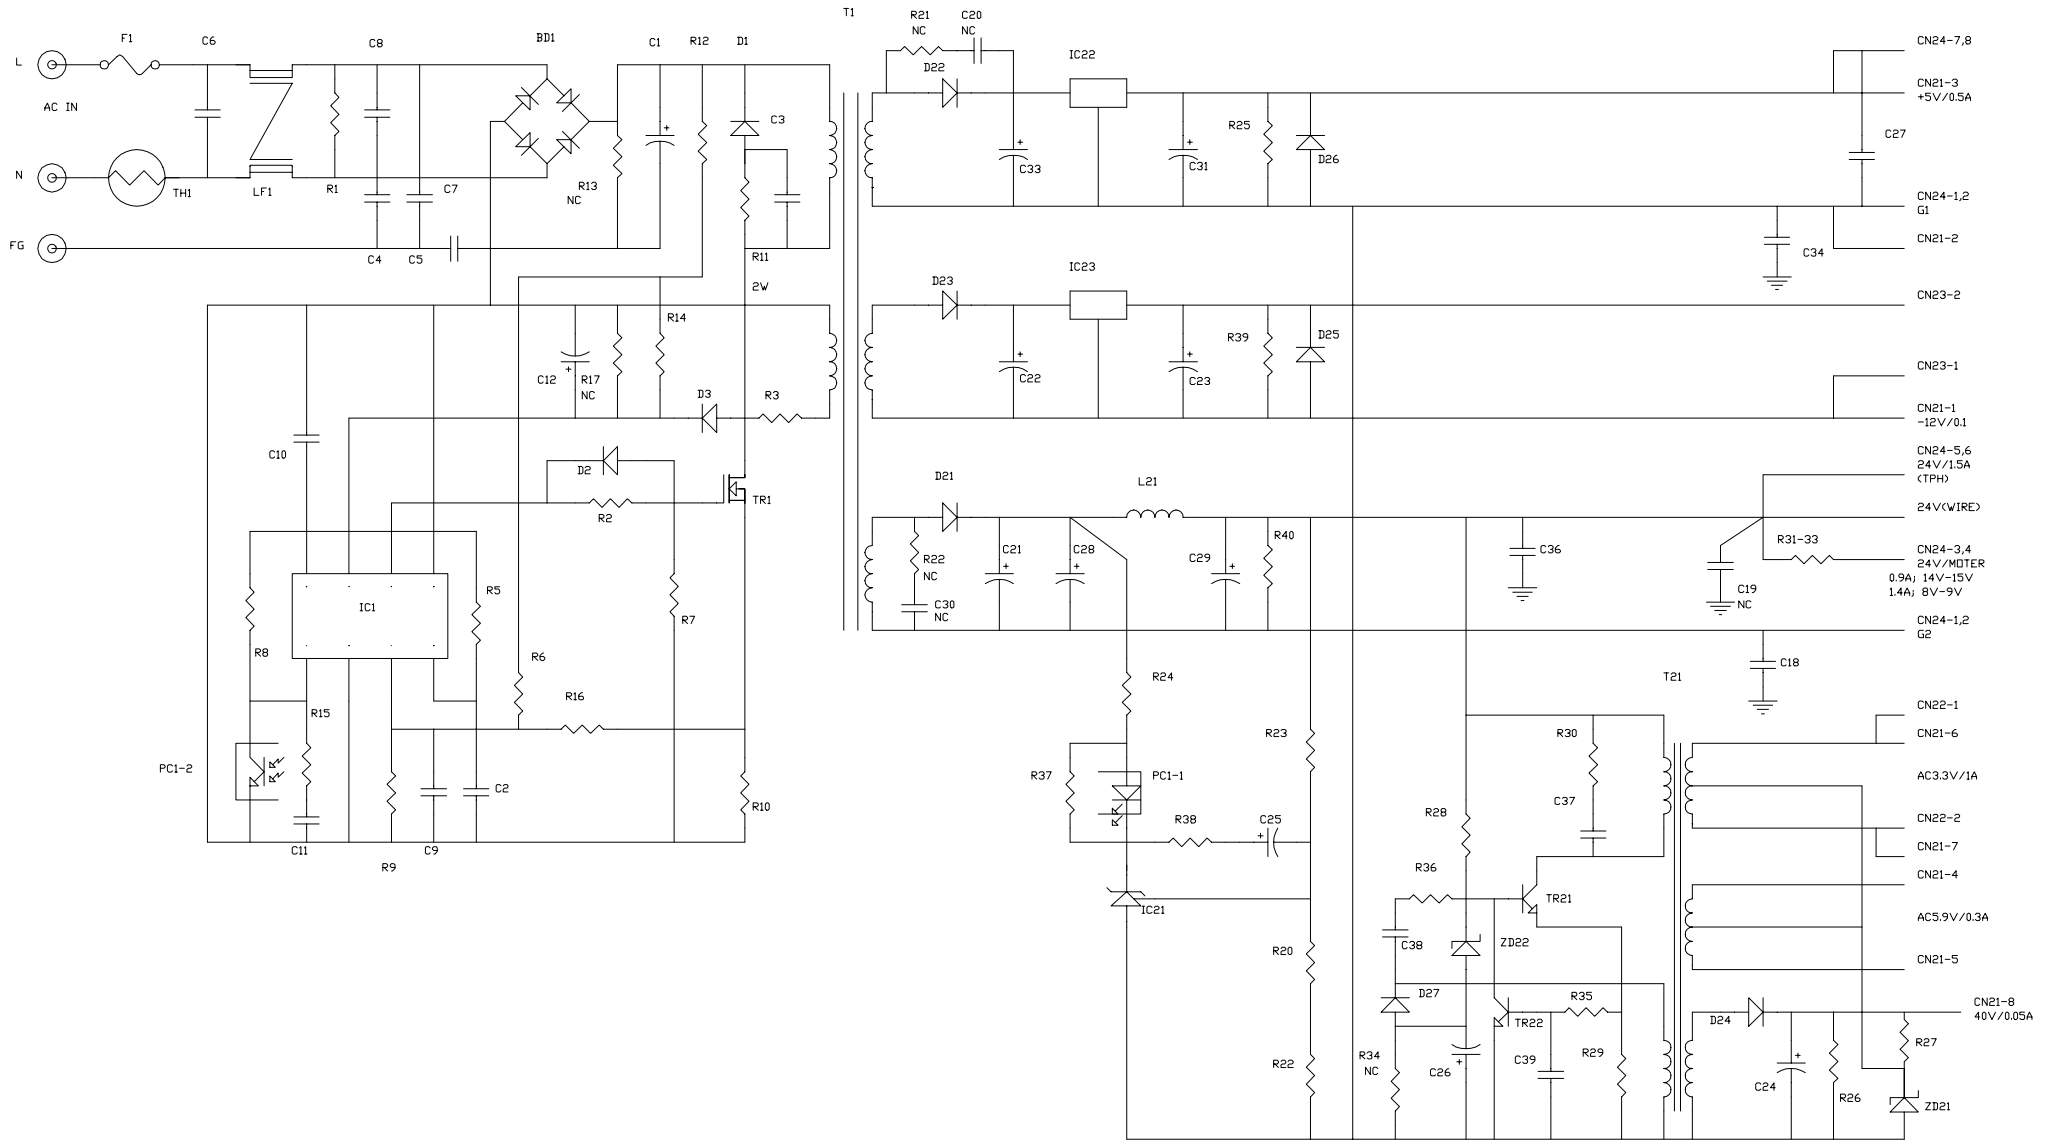 T1
R21
NC
C20
NC
F1
C6
C8
BD1
C1
R12
D1
CN24-7,8
IC22
L
D22
CN21-3
+5V/0.5A
AC IN
C3
+
R25
C27
+
C33
+
C31
D26
N
TH1
LF1
R1
C7
R13
NC
CN24-1,2
G1
FG
C4
C5
R11
CN21-2
C34
IC23
2W
D23
CN23-2
R14
R39
D25
C12
+
R17
NC
+
C22
+
C23
CN23-1
D3
R3
CN21-1
-12V/0.1
C10
D2
CN24-5,6
24V/1.5A
(TPH)
D21
L21
TR1
24V(WIRE)
R2
R22
NC
C21
+
C28
+
C29
+
R40
C36
R31-33
CN24-3,4
24V/MOTER
0.9A; 14V-15V
1.4A; 8V-9V
C19
NC
IC1
R5
C30
NC
R7
CN24-1,2
G2
R8
R6
C18
R24
T21
R16
R15
CN22-1
R23
R30
CN21-6
PC1-2
R37
PC1-1
AC3.3V/1A
C2
R10
C37
R28
R38
+
C25
CN22-2
C11
C9
CN21-7
R9
R36
CN21-4
TR21
IC21
AC5.9V/0.3A
C38
ZD22
R20
CN21-5
D27
R35
CN21-8
40V/0.05A
TR22
D24
R34
NC
R22
C26
+
C39
R29
+
C24
R27
R26
ZD21